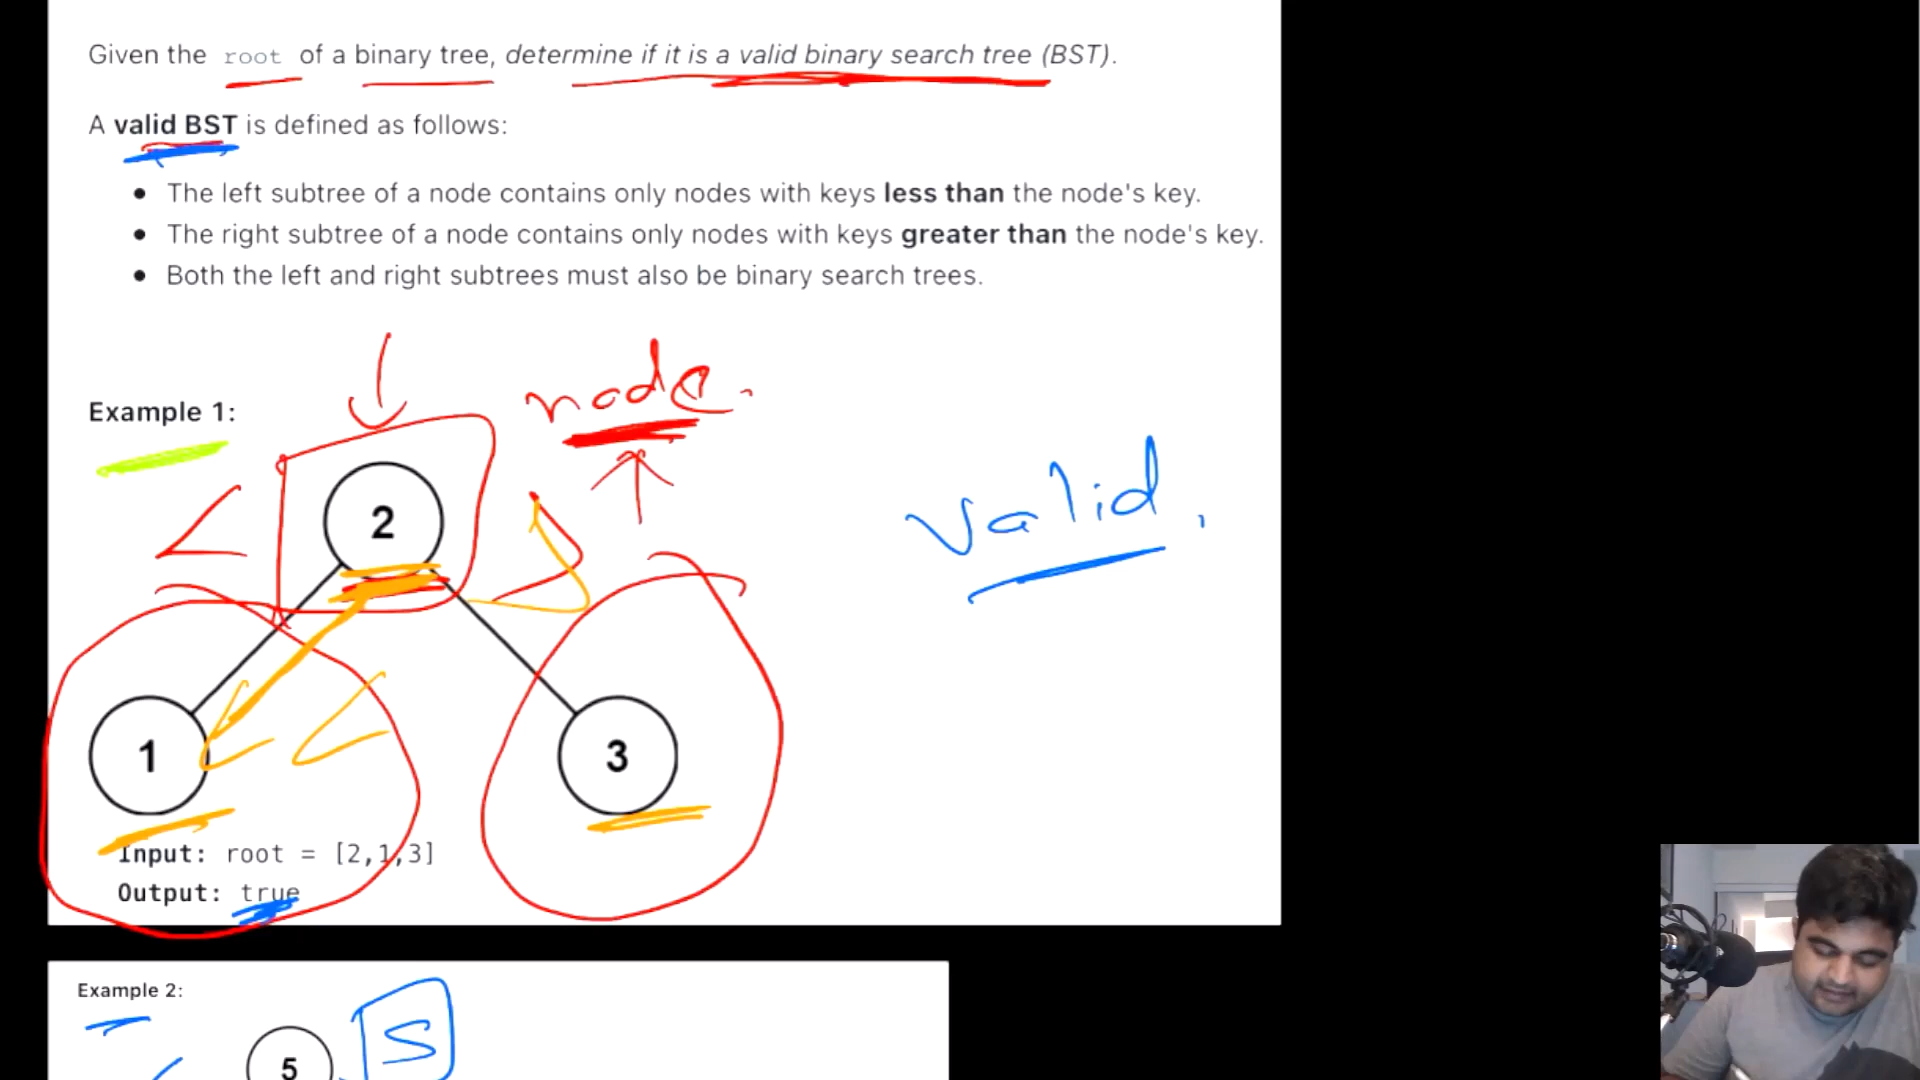 Given the root of a binary tree, determine if it is a valid binary search tree (BST).
A valid BST is defined as follows:
• The left subtree of a node contains only nodes with keys less than the node's key.
• The right subtree of a node contains only nodes with keys greater than the node's key.
• Both the left and right subtrees must also be binary search trees.
node.
Example 1:
valid.
2
1
3
Input: root = [2,1,3]
Output: true
Example 2:
5
5